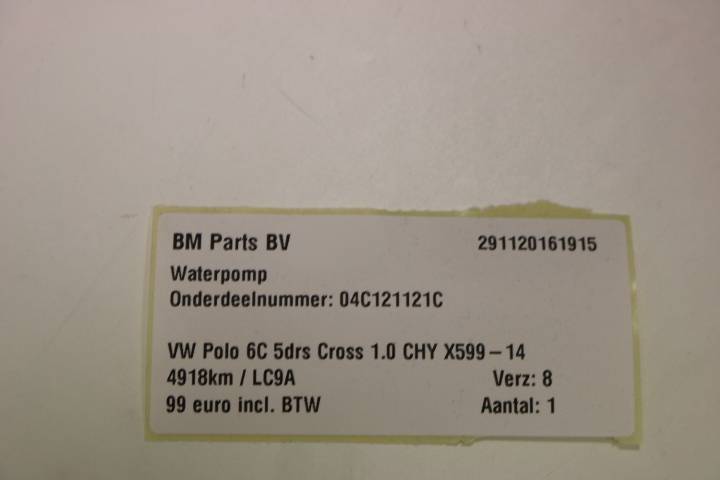 BM Parts BV 291120161915
Waterpomp
Onderdeelnummer: 04C121121C
VW Polo 6C 5drs Cross 1.0 CHY X599-14
4918km / LC9A Verz: 8
99 euro incl. BTW Aantal: 1